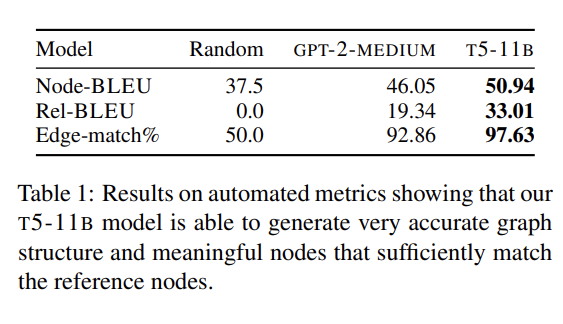 Model Random GPT-2-MEDIUM T5-11B
Node-BLEU 37.5 46.05 50.94
Rel-BLEU 0.0 19.34 33.01
Edge-match% 50.0 92.86 97.63
Table 1: Results on automated metrics showing that our
T5-11B model is able to generate very accurate graph
structure and meaningful nodes that sufficiently match
the reference nodes.